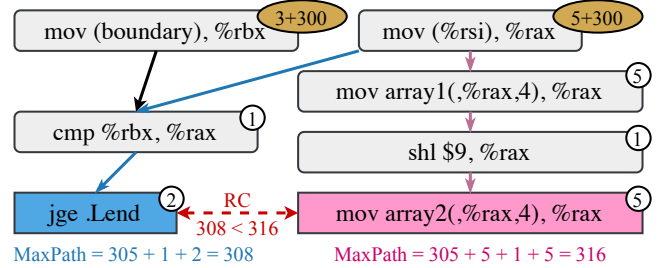 mov (boundary), %rbx
3+300
mov (%rsi), %rax
5+300
mov array1(,%rax,4), %rax
5
cmp %rbx, %rax
1
shl $9, %rax
1
jge .Lend
2
RC
308 < 316
mov array2(,%rax,4), %rax
5
MaxPath = 305 + 1 + 2 = 308
MaxPath = 305 + 5 + 1 + 5 = 316